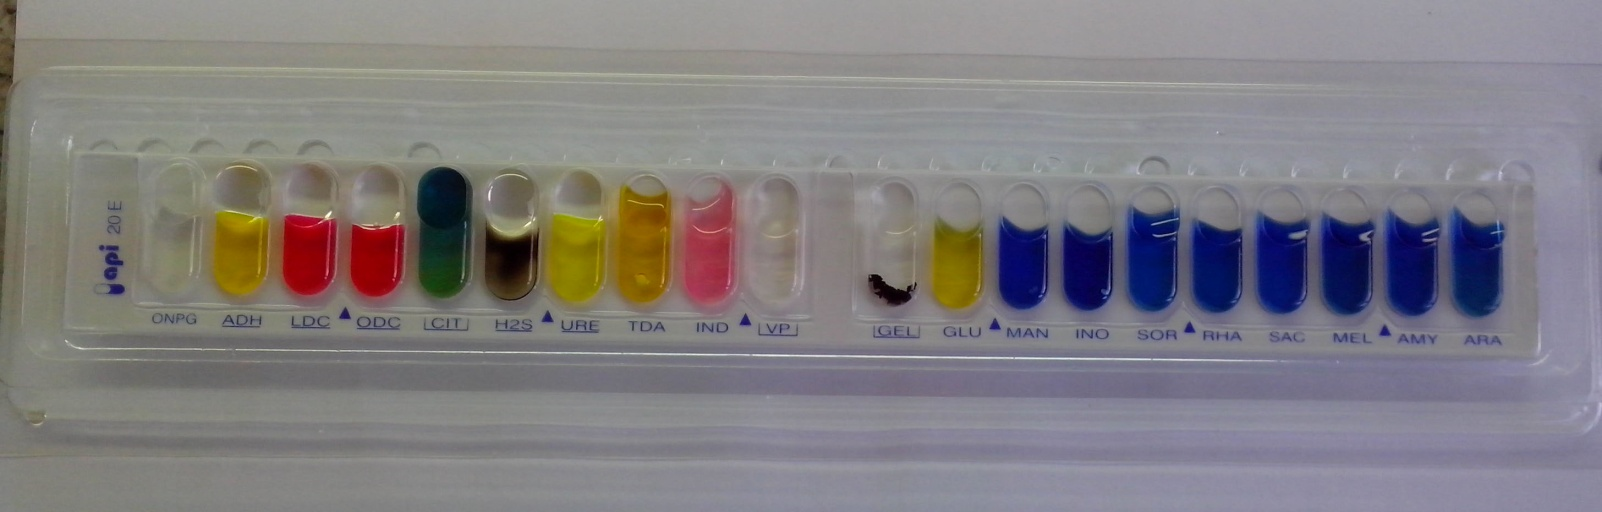 api 20 E
ONPG ADH LDC ODC CIT H2S URE TDA IND VP GEL GLU MAN INO SOR RHA SAC MEL AMY ARA